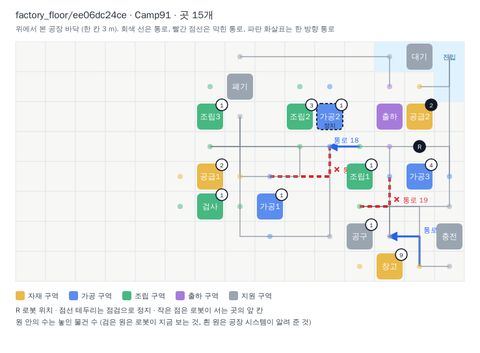 factory_floor/ee06dc24ce · Camp91 · 곳 15개
위에서 본 공장 바닥 (한 칸 3 m). 회색 선은 통로, 빨간 점선은 막힌 통로, 파란 화살표는 한 방향 통로
대기
진입
폐기
조립3
1
조립2
3
가공2
1
정지
출하
공급2
2
통로 18
R
공급1
2
조립1
1
가공3
4
검사
1
가공1
1
통로 19
공구
1
통로
충전
창고
9
자재 구역
가공 구역
조립 구역
출하 구역
지원 구역
R 로봇 위치 · 점선 테두리는 점검으로 정지 · 작은 점은 로봇이 서는 곳의 앞 칸
원 안의 수는 놓인 물건 수 (검은 원은 로봇이 지금 보는 것, 흰 원은 공장 시스템이 알려 준 것)